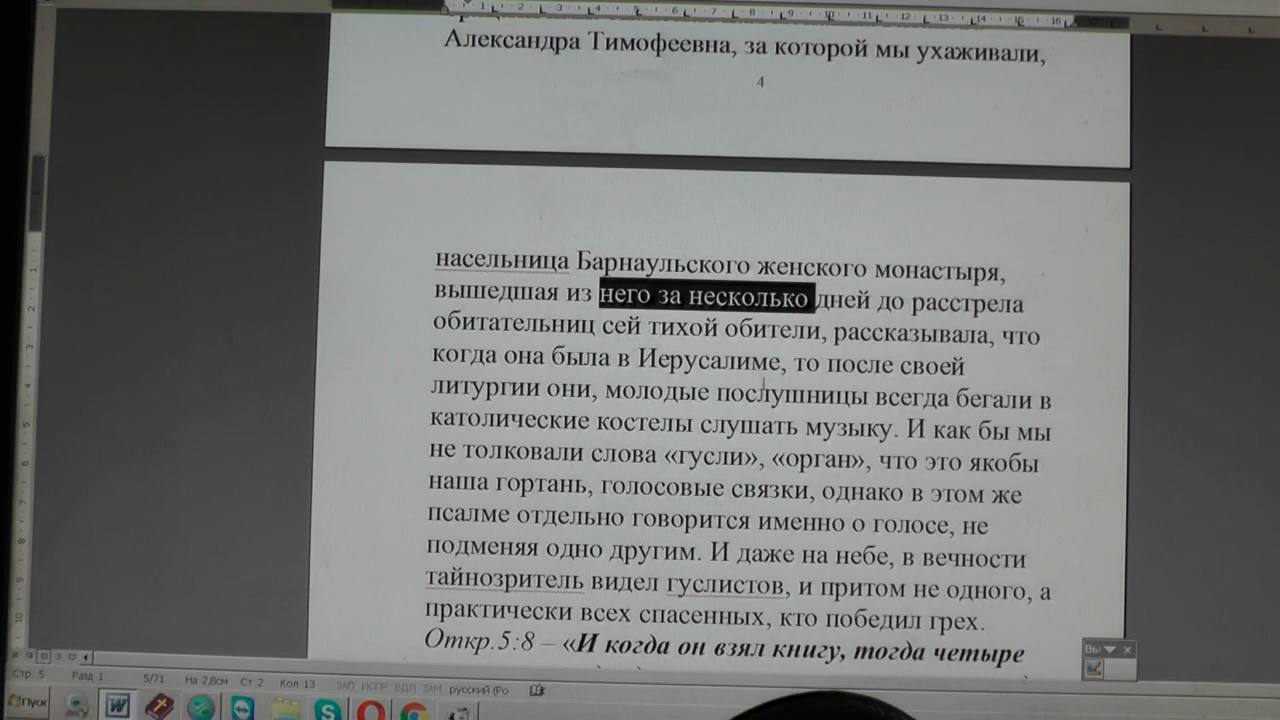 Александра Тимофеевна, за которой мы ухаживали,
4
насельница Барнаульского женского монастыря,
вышедшая из него за несколько дней до расстрела
обитательниц сей тихой обители, рассказывала, что
когда она была в Иерусалиме, то после своей
литургии они, молодые послушницы всегда бегали в
католические костелы слушать музыку. И как бы мы
не толковали слова «гусли», «орган», что это якобы
наша гортань, голосовые связки, однако в этом же
псалме отдельно говорится именно о голосе, не
подменяя одно другим. И даже на небе, в вечности
тайнозритель видел гуслистов, и притом не одного, а
практически всех спасенных, кто победил грех.
Откр.5:8 – «И когда он взял книгу, тогда четыре
Вы
Стр. 5 Разд 1 5/71 На 2,8см Ст 2 Кол 13 ЗАП ИСПР ВДЛ ЗАМ русский (Ро
Пуск